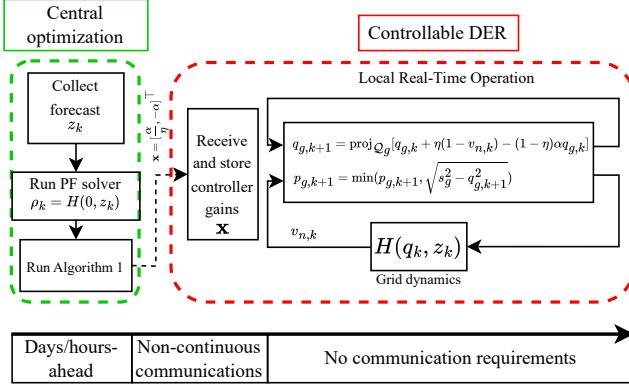 Central
optimization
Controllable DER
Collect
forecast
z_k
Run PF solver
ρ_k = H(0, z_k)
Run Algorithm 1
x = [α/η, −α]^⊤
Local Real-Time Operation
Receive
and store
controller
gains
x
q_{g,k+1} = proj_{𝒬_g}[q_{g,k} + η(1 − v_{n,k}) − (1 − η)αq_{g,k}]
p_{g,k+1} = min(p_{g,k+1}, √(s_g^2 − q_{g,k+1}^2))
v_{n,k}
H(q_k, z_k)
Grid dynamics
Days/hours-
ahead
Non-continuous
communications
No communication requirements